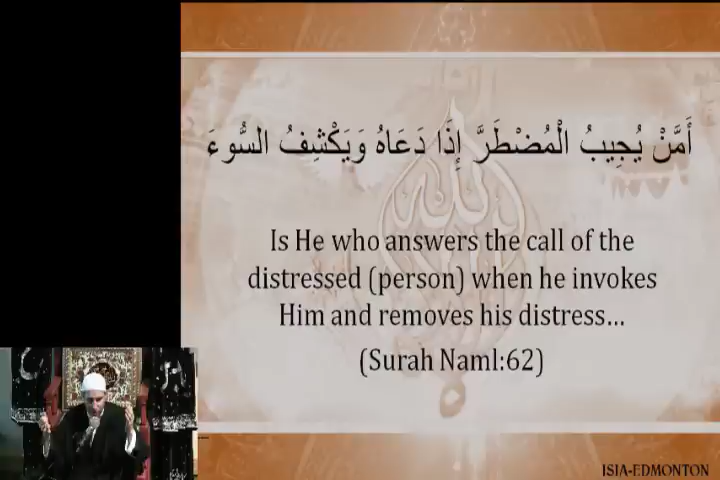 أَمَّنْ يُجِيبُ الْمُضْطَرَّ إِذَا دَعَاهُ وَيَكْشِفُ السُّوءَ
Is He who answers the call of the
distressed (person) when he invokes
Him and removes his distress...
(Surah Naml:62)
ISIA-EDMONTON